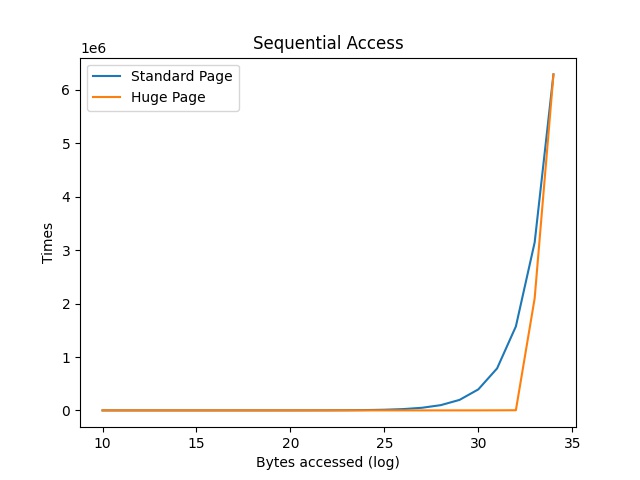 Sequential Access
1e6
Standard Page
Huge Page
6
5
4
3
2
1
0
Times
10 15 20 25 30 35
Bytes accessed (log)